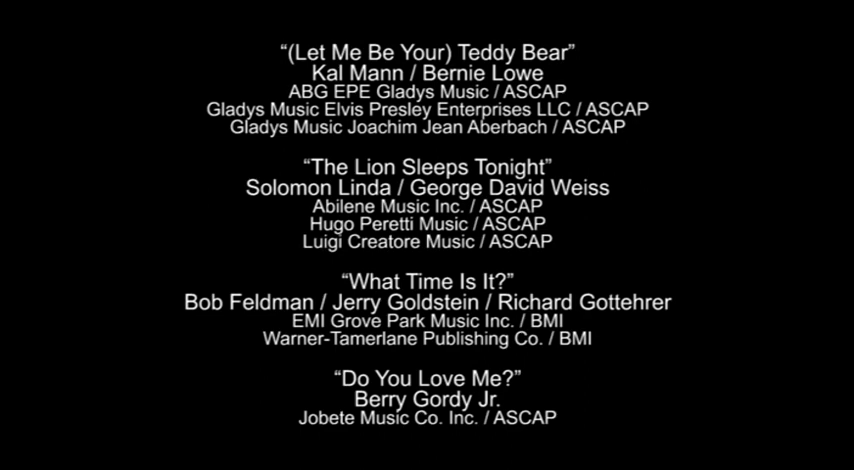 “(Let Me Be Your) Teddy Bear”
Kal Mann / Bernie Lowe
ABG EPE Gladys Music / ASCAP
Gladys Music Elvis Presley Enterprises LLC / ASCAP
Gladys Music Joachim Jean Aberbach / ASCAP
“The Lion Sleeps Tonight”
Solomon Linda / George David Weiss
Abilene Music Inc. / ASCAP
Hugo Peretti Music / ASCAP
Luigi Creatore Music / ASCAP
“What Time Is It?”
Bob Feldman / Jerry Goldstein / Richard Gottehrer
EMI Grove Park Music Inc. / BMI
Warner-Tamerlane Publishing Co. / BMI
“Do You Love Me?”
Berry Gordy Jr.
Jobete Music Co. Inc. / ASCAP